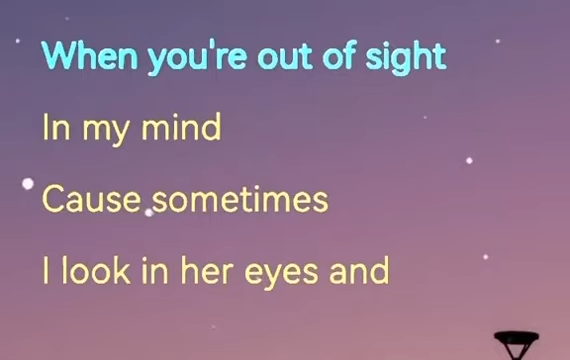 When you're out of sight
In my mind
Cause sometimes
I look in her eyes and